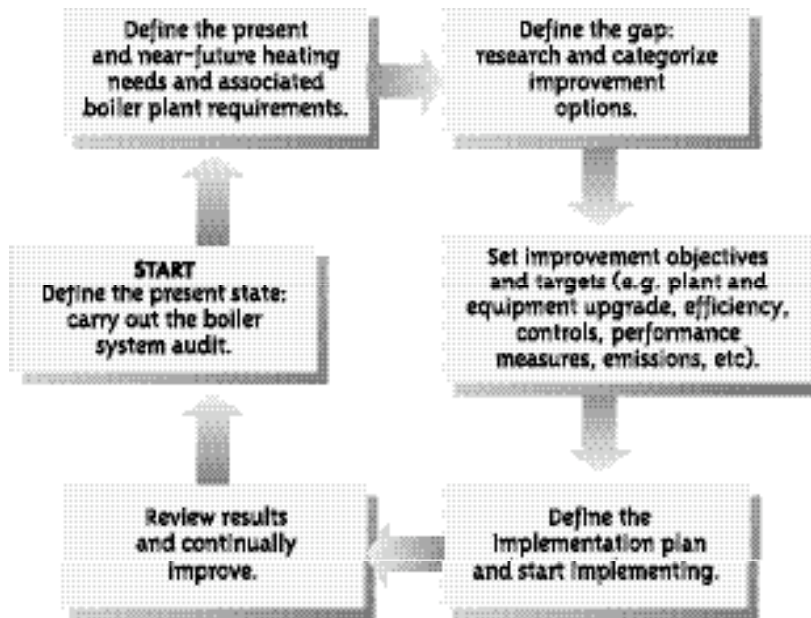 Define the present
and near-future heating
needs and associated
boiler plant requirements.
Define the gap:
research and categorize
improvement
options.
Set improvement objectives
and targets (e.g. plant and
equipment upgrade, efficiency,
controls, performance
measures, emissions, etc).
Define the
implementation plan
and start implementing.
Review results
and continually
improve.
START
Define the present state:
carry out the boiler
system audit.